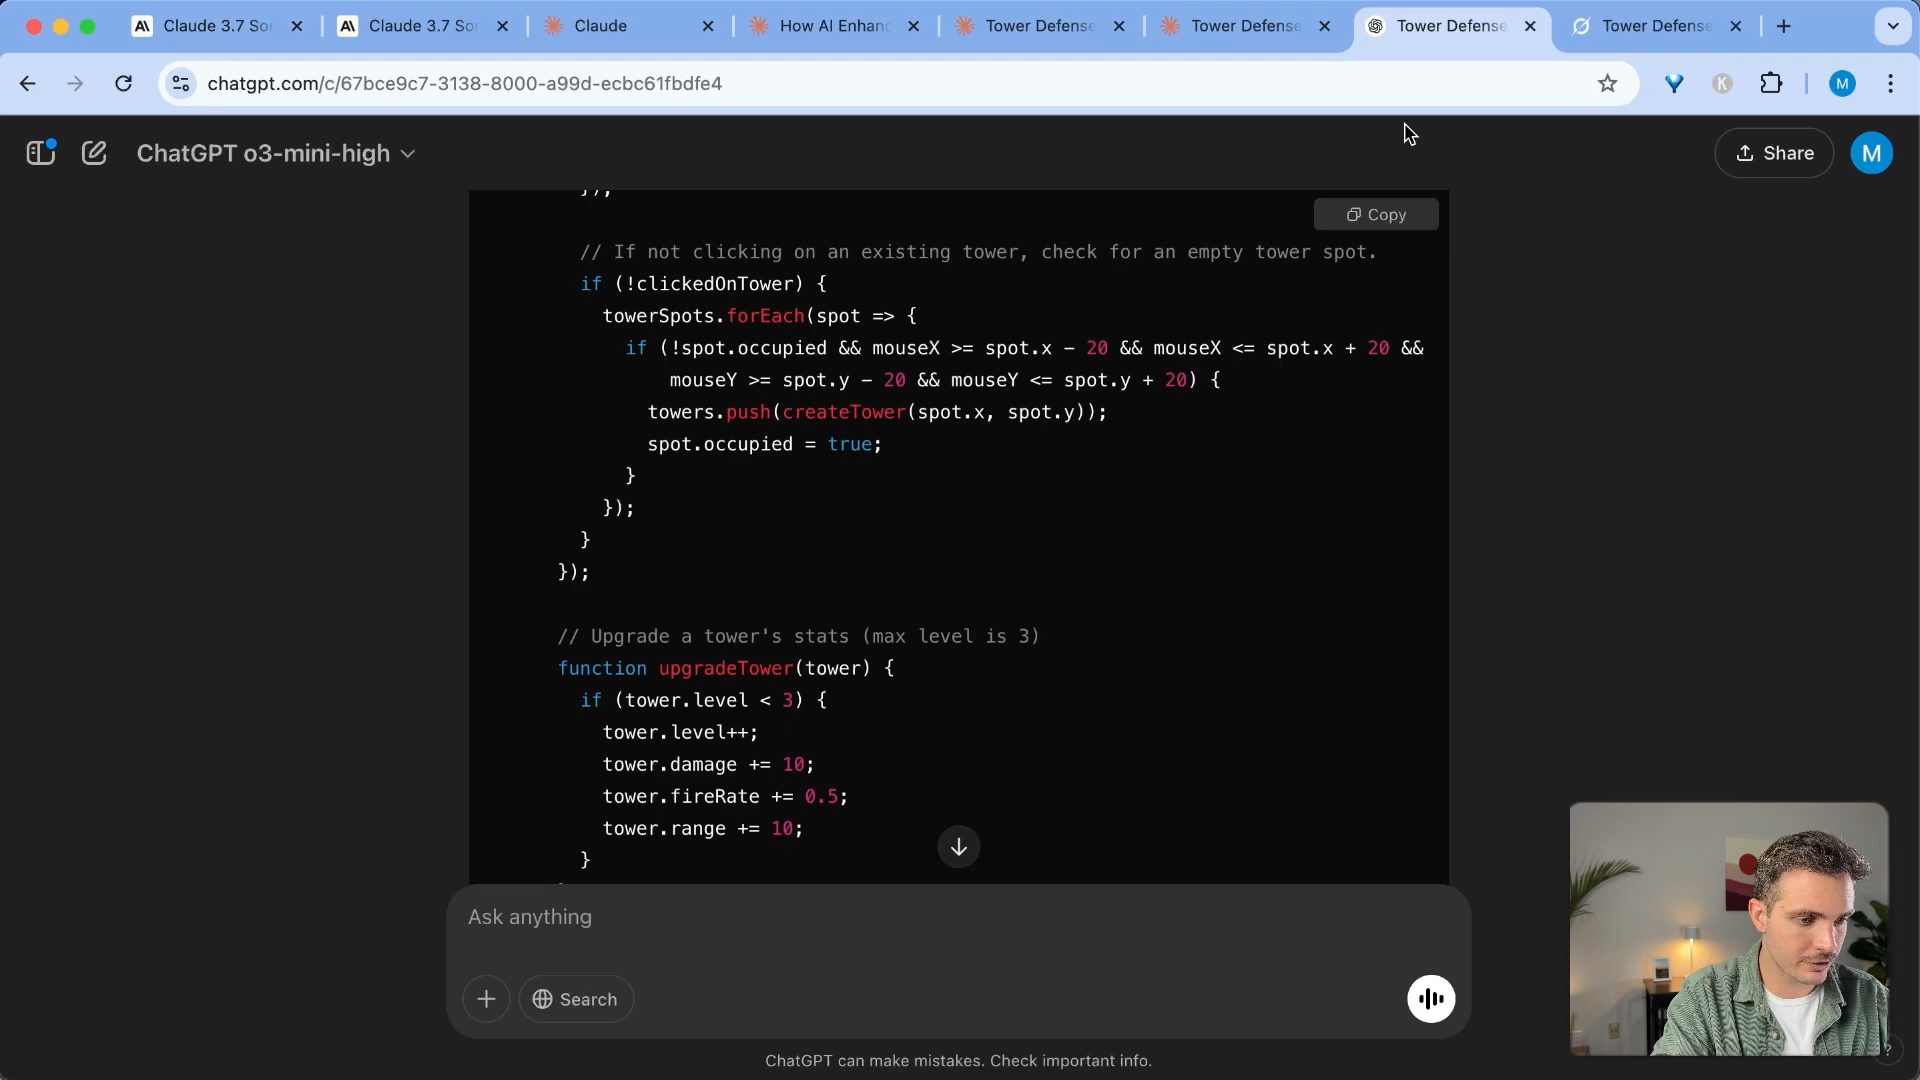 Claude 3.7 Son
Claude 3.7 Son
Claude
How AI Enhanc
Tower Defense
Tower Defense
Tower Defense
Tower Defense
chatgpt.com/c/67bce9c7-3138-8000-a99d-ecbc61fbdfe4
K
M
ChatGPT o3-mini-high
Share
M
});
Copy
// If not clicking on an existing tower, check for an empty tower spot.
if (!clickedOnTower) {
towerSpots.forEach(spot => {
if (!spot.occupied && mouseX >= spot.x - 20 && mouseX <= spot.x + 20 &&
mouseY >= spot.y - 20 && mouseY <= spot.y + 20) {
towers.push(createTower(spot.x, spot.y));
spot.occupied = true;
}
});
}
});
// Upgrade a tower's stats (max level is 3)
function upgradeTower(tower) {
if (tower.level < 3) {
tower.level++;
tower.damage += 10;
tower.fireRate += 0.5;
tower.range += 10;
}
Ask anything
Search
ChatGPT can make mistakes. Check important info.
?